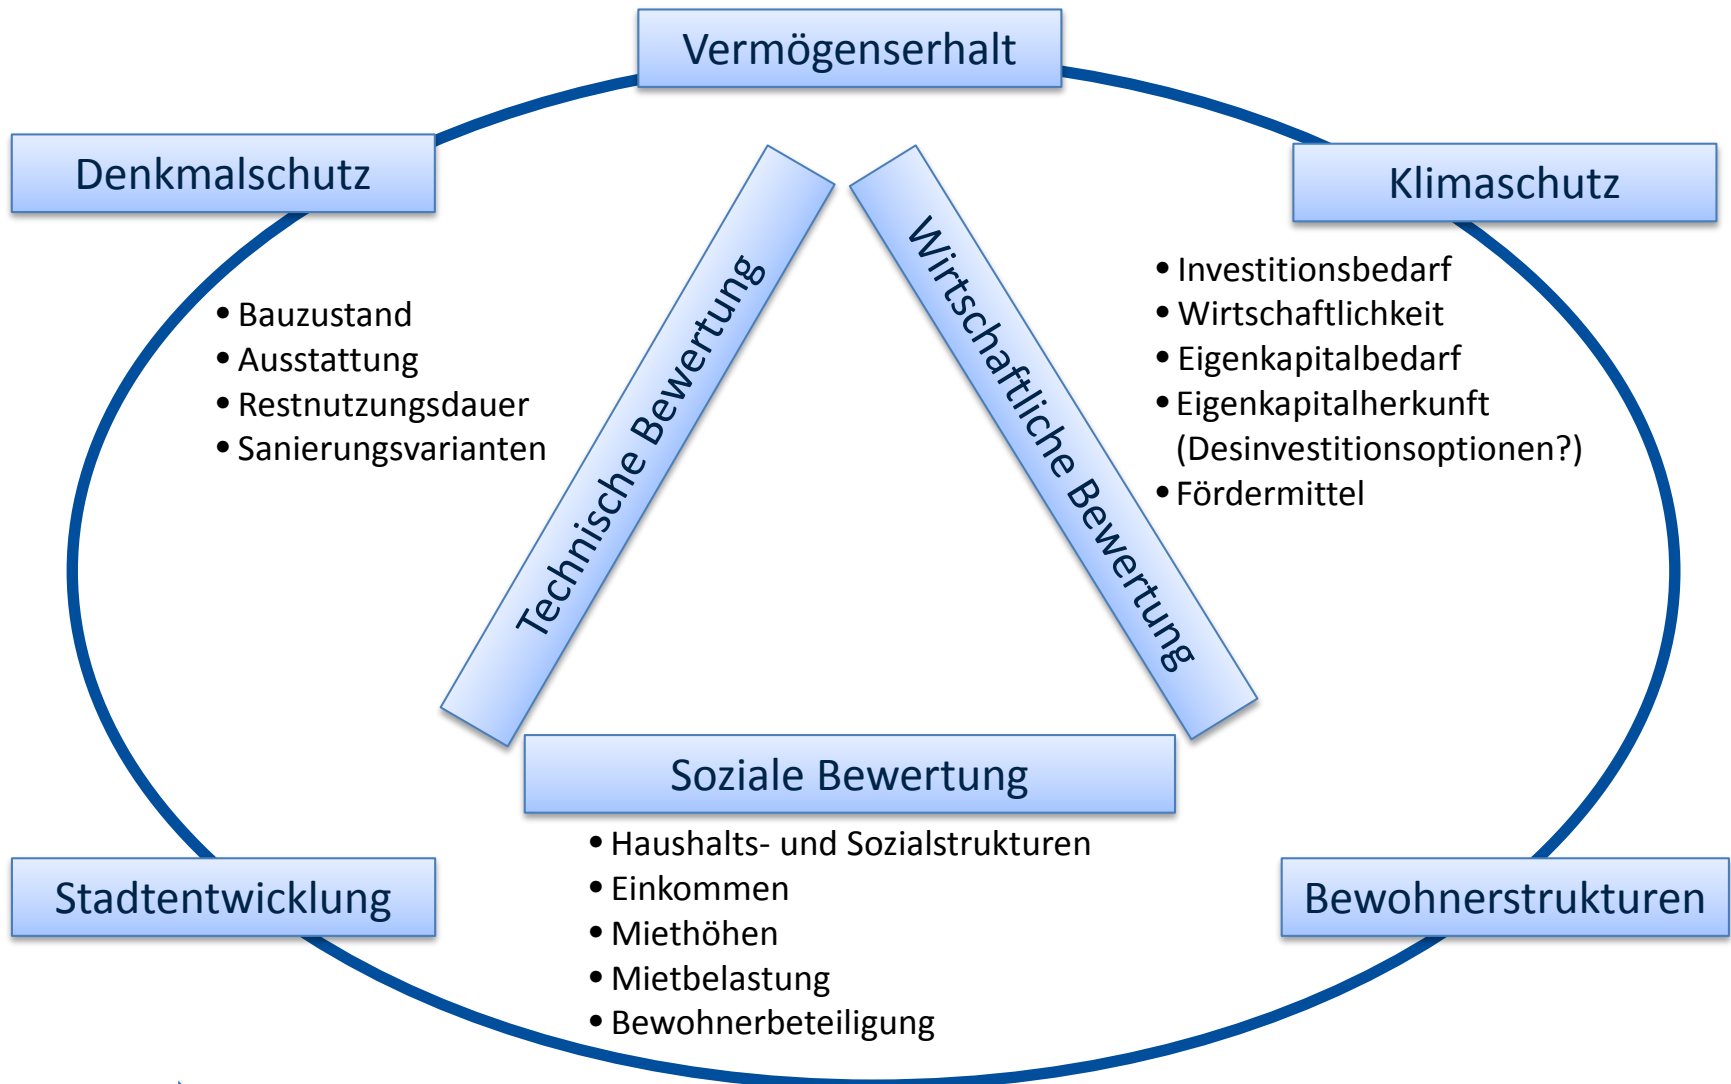 Vermögenserhalt
Denkmalschutz
Klimaschutz
Technische Bewertung
Wirtschaftliche Bewertung
• Bauzustand
• Ausstattung
• Restnutzungsdauer
• Sanierungsvarianten
• Investitionsbedarf
• Wirtschaftlichkeit
• Eigenkapitalbedarf
• Eigenkapitalherkunft
(Desinvestitionsoptionen?)
• Fördermittel
Soziale Bewertung
• Haushalts- und Sozialstrukturen
• Einkommen
• Miethöhen
• Mietbelastung
• Bewohnerbeteiligung
Stadtentwicklung
Bewohnerstrukturen